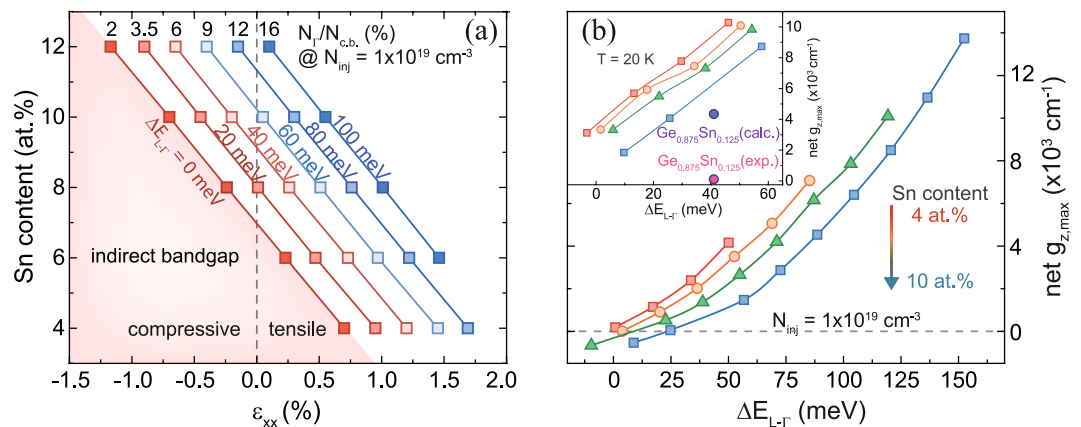 (a)
2 3.5 6 9 12 16
N_Γ/N_c.b. (%)
@ N_inj = 1x10^19 cm^-3
ΔE_L-Γ = 0 meV
20 meV
40 meV
60 meV
80 meV
100 meV
indirect bandgap
compressive
tensile
Sn content (at.%)
12
10
8
6
4
-1.5 -1.0 -0.5 0.0 0.5 1.0 1.5 2.0
ε_xx (%)
(b)
T = 20 K
Ge_0.875Sn_0.125(calc.)
Ge_0.875Sn_0.125(exp.)
10
8
6
4
2
0
net g_z,max (x10^3 cm^-1)
0 20 40 60
ΔE_L-Γ (meV)
Sn content
4 at.%
10 at.%
N_inj = 1x10^19 cm^-3
12
8
4
0
net g_z,max (x10^3 cm^-1)
0 25 50 75 100 125 150
ΔE_L-Γ (meV)